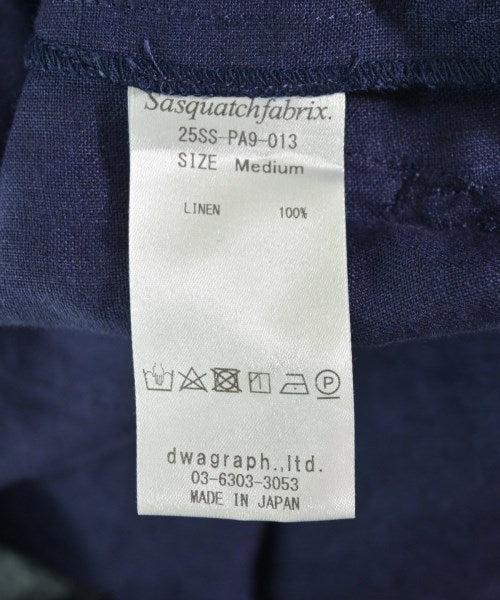 Sasquatchfabrix.
25SS-PA9-013
SIZE Medium
LINEN 100%
P
dwagraph.,ltd.
03-6303-3053
MADE IN JAPAN